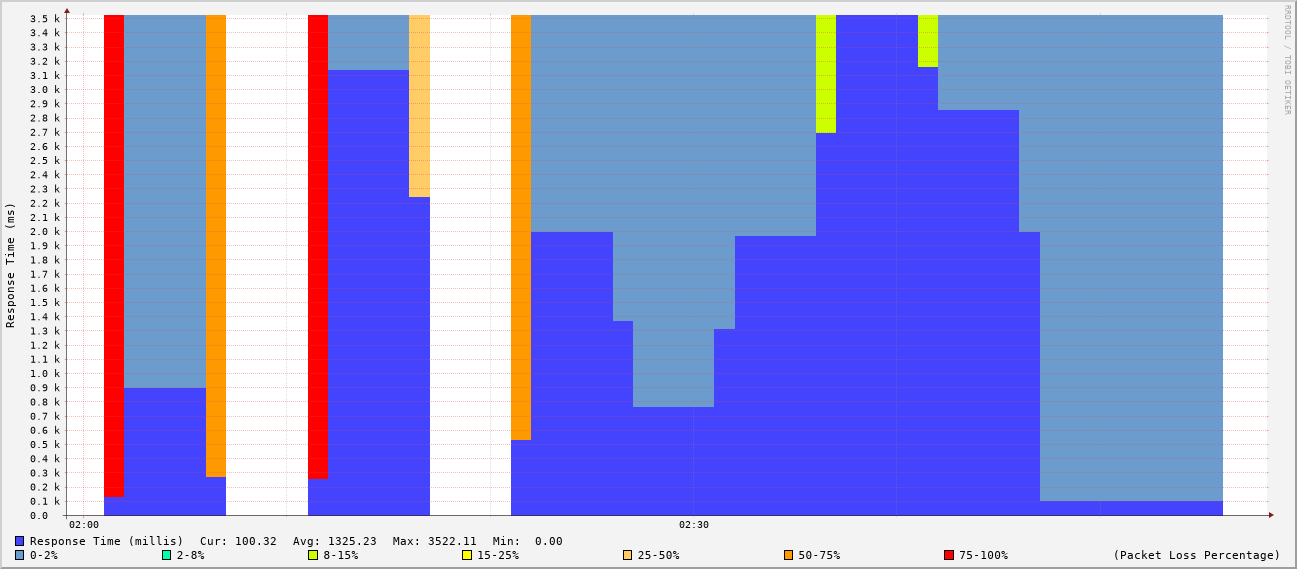 3.5 k
3.4 k
3.3 k
3.2 k
3.1 k
3.0 k
2.9 k
2.8 k
2.7 k
2.6 k
2.5 k
2.4 k
2.3 k
2.2 k
2.1 k
2.0 k
1.9 k
1.8 k
1.7 k
1.6 k
1.5 k
1.4 k
1.3 k
1.2 k
1.1 k
1.0 k
0.9 k
0.8 k
0.7 k
0.6 k
0.5 k
0.4 k
0.3 k
0.2 k
0.1 k
0.0
Response Time (ms)
RRDTOOL / TOBI OETIKER
02:00 02:30
Response Time (millis) Cur: 100.32 Avg: 1325.23 Max: 3522.11 Min: 0.00
0-2% 2-8% 8-15% 15-25% 25-50% 50-75% 75-100% (Packet Loss Percentage)